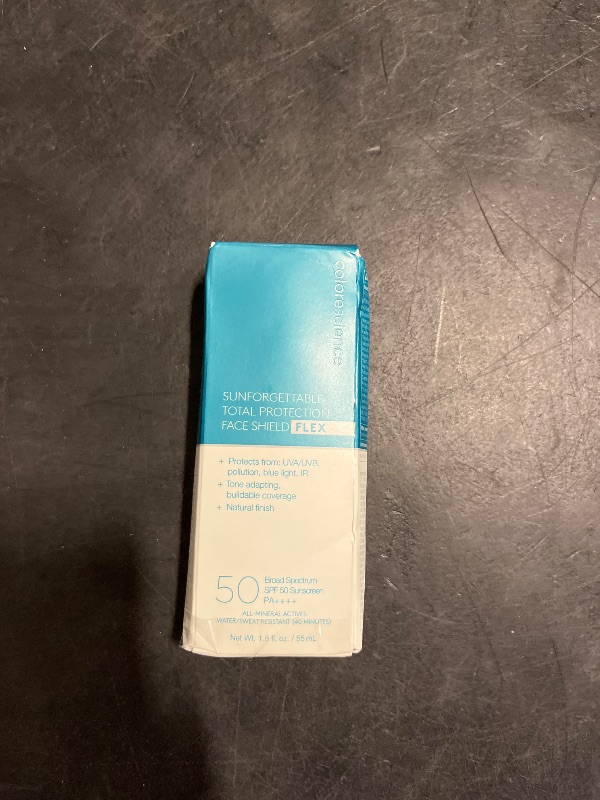 colorescience
SUNFORGETTABLE
TOTAL PROTECTION
FACE SHIELD FLEX
+ Protects from: UVA/UVB,
pollution, blue light, IR
+ Tone adapting,
buildable coverage
+ Natural finish
50 Broad Spectrum
SPF 50 Sunscreen
PA++++
ALL-MINERAL ACTIVES
WATER/SWEAT RESISTANT (40 MINUTES)
Net Wt. 1.8 fl. oz. / 55 mL